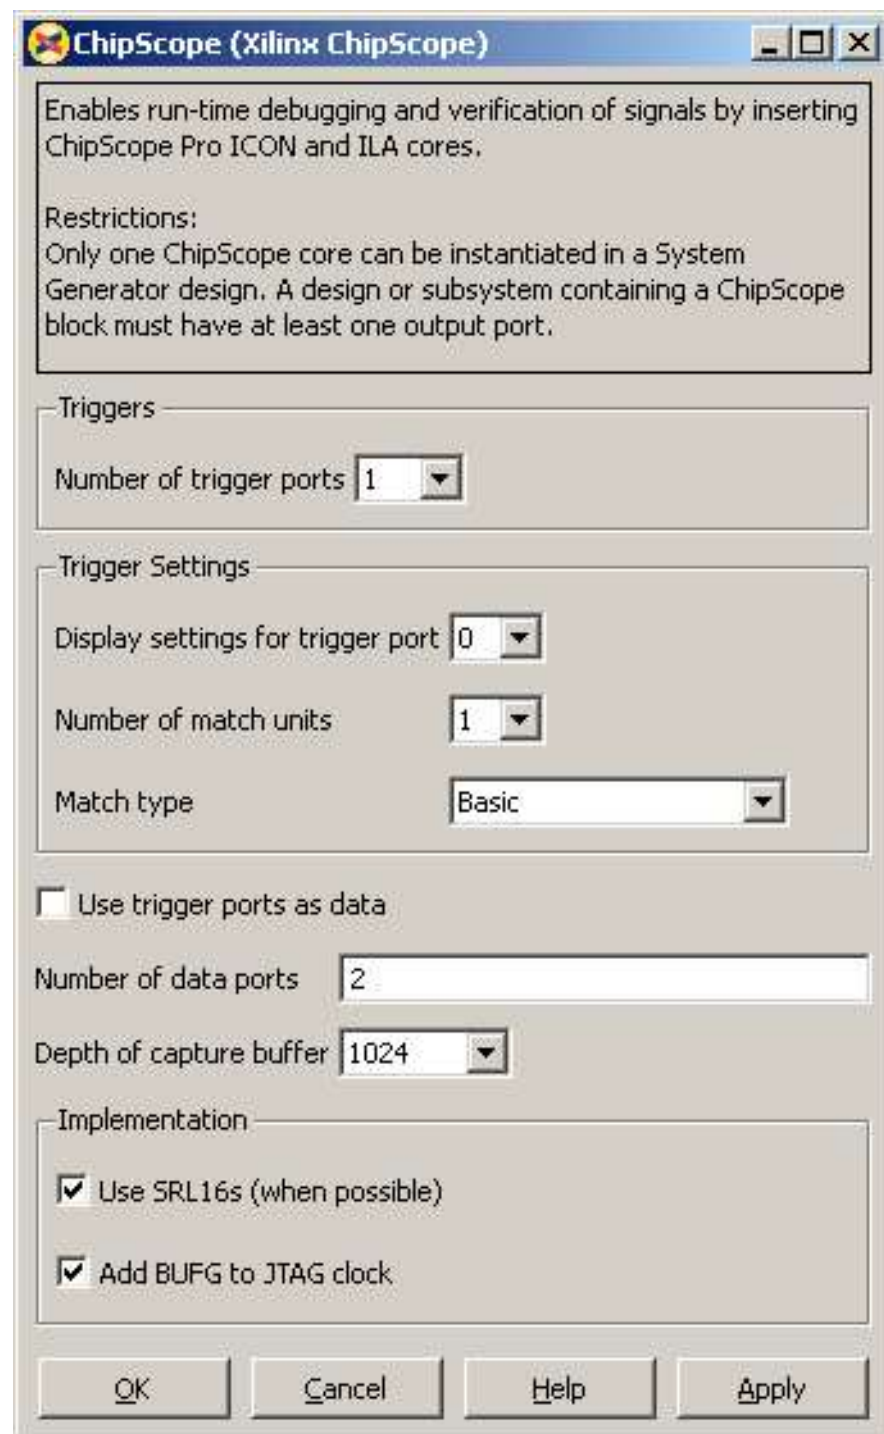 ChipScope (Xilinx ChipScope)
Enables run-time debugging and verification of signals by inserting
ChipScope Pro ICON and ILA cores.
Restrictions:
Only one ChipScope core can be instantiated in a System
Generator design. A design or subsystem containing a ChipScope
block must have at least one output port.
Triggers
Number of trigger ports 1
Trigger Settings
Display settings for trigger port 0
Number of match units 1
Match type Basic
Use trigger ports as data
Number of data ports 2
Depth of capture buffer 1024
Implementation
Use SRL16s (when possible)
Add BUFG to JTAG clock
OK Cancel Help Apply